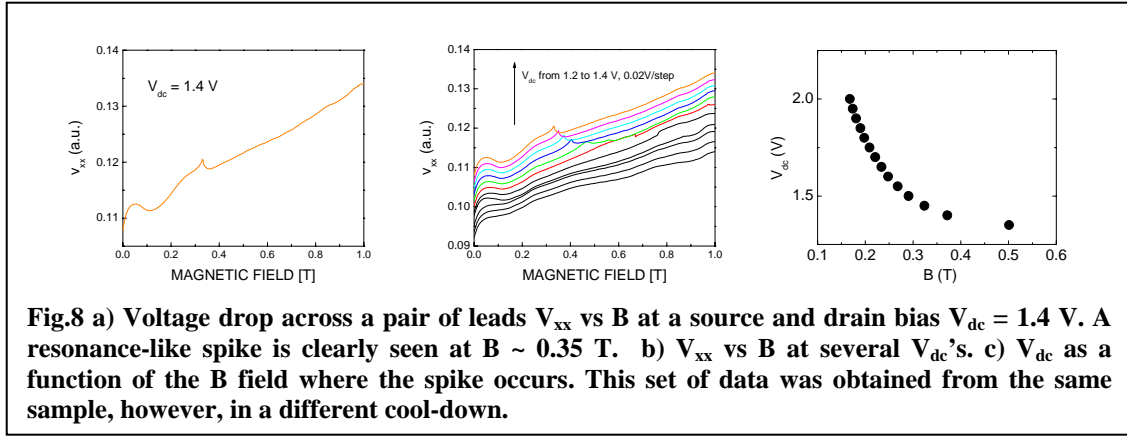 0.14
0.13
0.12
0.11
V_dc = 1.4 V
v_xx (a.u.)
0.0 0.2 0.4 0.6 0.8 1.0
MAGNETIC FIELD [T]
0.14
0.13
0.12
0.11
0.10
0.09
V_dc from 1.2 to 1.4 V, 0.02V/step
v_xx (a.u.)
0.0 0.2 0.4 0.6 0.8 1.0
MAGNETIC FIELD [T]
2.0
1.5
V_dc (V)
0.1 0.2 0.3 0.4 0.5 0.6
B (T)
Fig.8 a) Voltage drop across a pair of leads V_xx vs B at a source and drain bias V_dc = 1.4 V. A
resonance-like spike is clearly seen at B ~ 0.35 T. b) V_xx vs B at several V_dc's. c) V_dc as a
function of the B field where the spike occurs. This set of data was obtained from the same
sample, however, in a different cool-down.